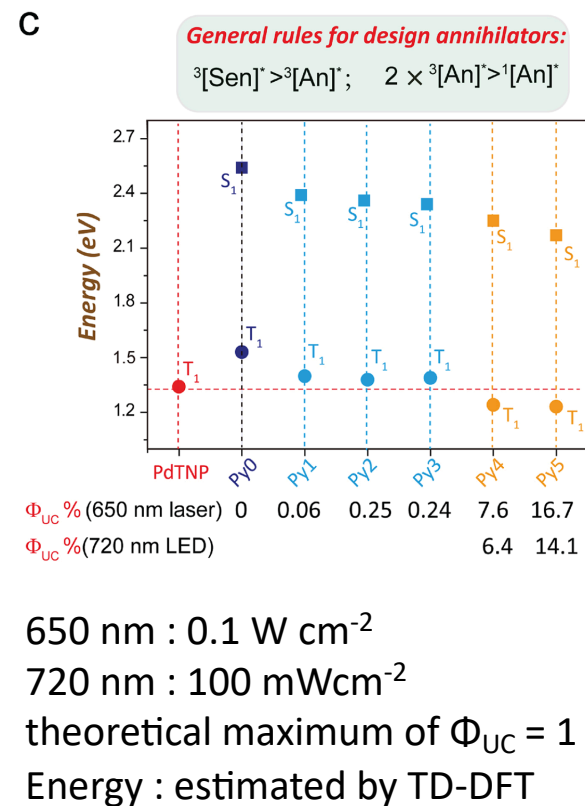 c
General rules for design annihilators:
³[Sen]*>³[An]*; 2 × ³[An]*>¹[An]*
2.7
2.4
2.1
1.8
1.5
1.2
Energy (eV)
S₁
S₁
S₁
S₁
S₁
S₁
T₁
T₁
T₁
T₁
T₁
T₁
T₁
PdTNP Py0 Py1 Py2 Py3 Py4 Py5
Φ_UC % (650 nm laser) 0 0.06 0.25 0.24 7.6 16.7
Φ_UC %(720 nm LED) 6.4 14.1
650 nm : 0.1 W cm⁻²
720 nm : 100 mWcm⁻²
theoretical maximum of Φ_UC = 1
Energy : estimated by TD-DFT